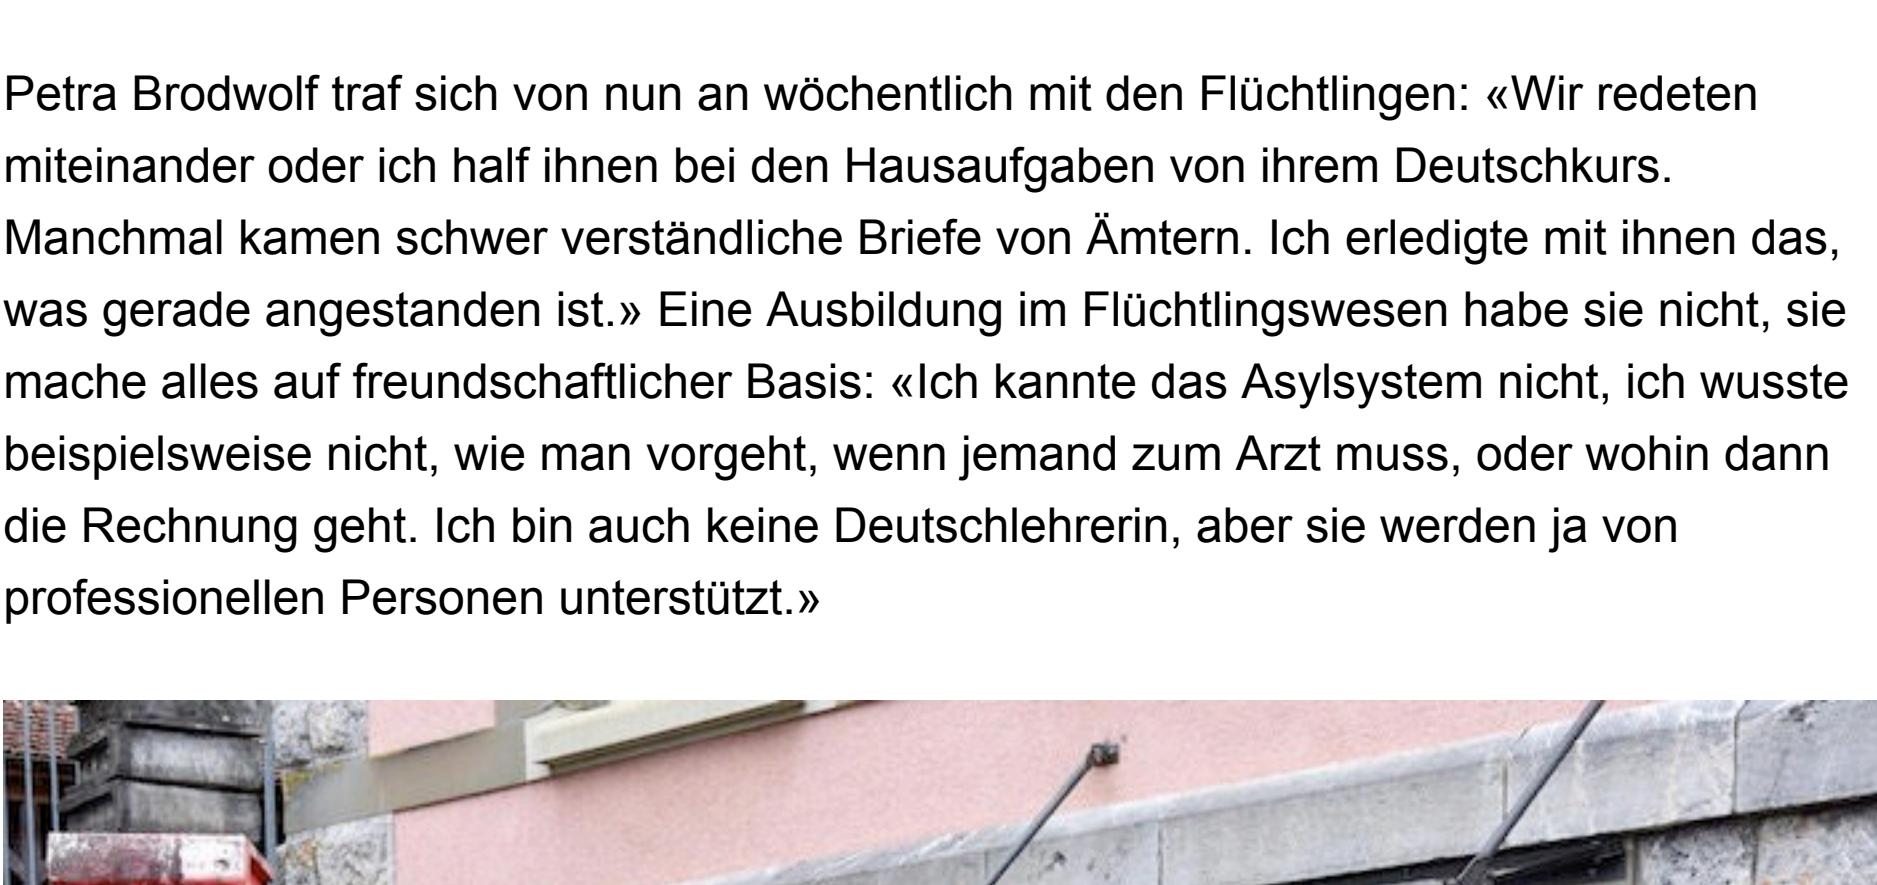 Petra Brodwolf traf sich von nun an wöchentlich mit den Flüchtlingen: «Wir redeten
miteinander oder ich half ihnen bei den Hausaufgaben von ihrem Deutschkurs.
Manchmal kamen schwer verständliche Briefe von Ämtern. Ich erledigte mit ihnen das,
was gerade angestanden ist.» Eine Ausbildung im Flüchtlingswesen habe sie nicht, sie
mache alles auf freundschaftlicher Basis: «Ich kannte das Asylsystem nicht, ich wusste
beispielsweise nicht, wie man vorgeht, wenn jemand zum Arzt muss, oder wohin dann
die Rechnung geht. Ich bin auch keine Deutschlehrerin, aber sie werden ja von
professionellen Personen unterstützt.»